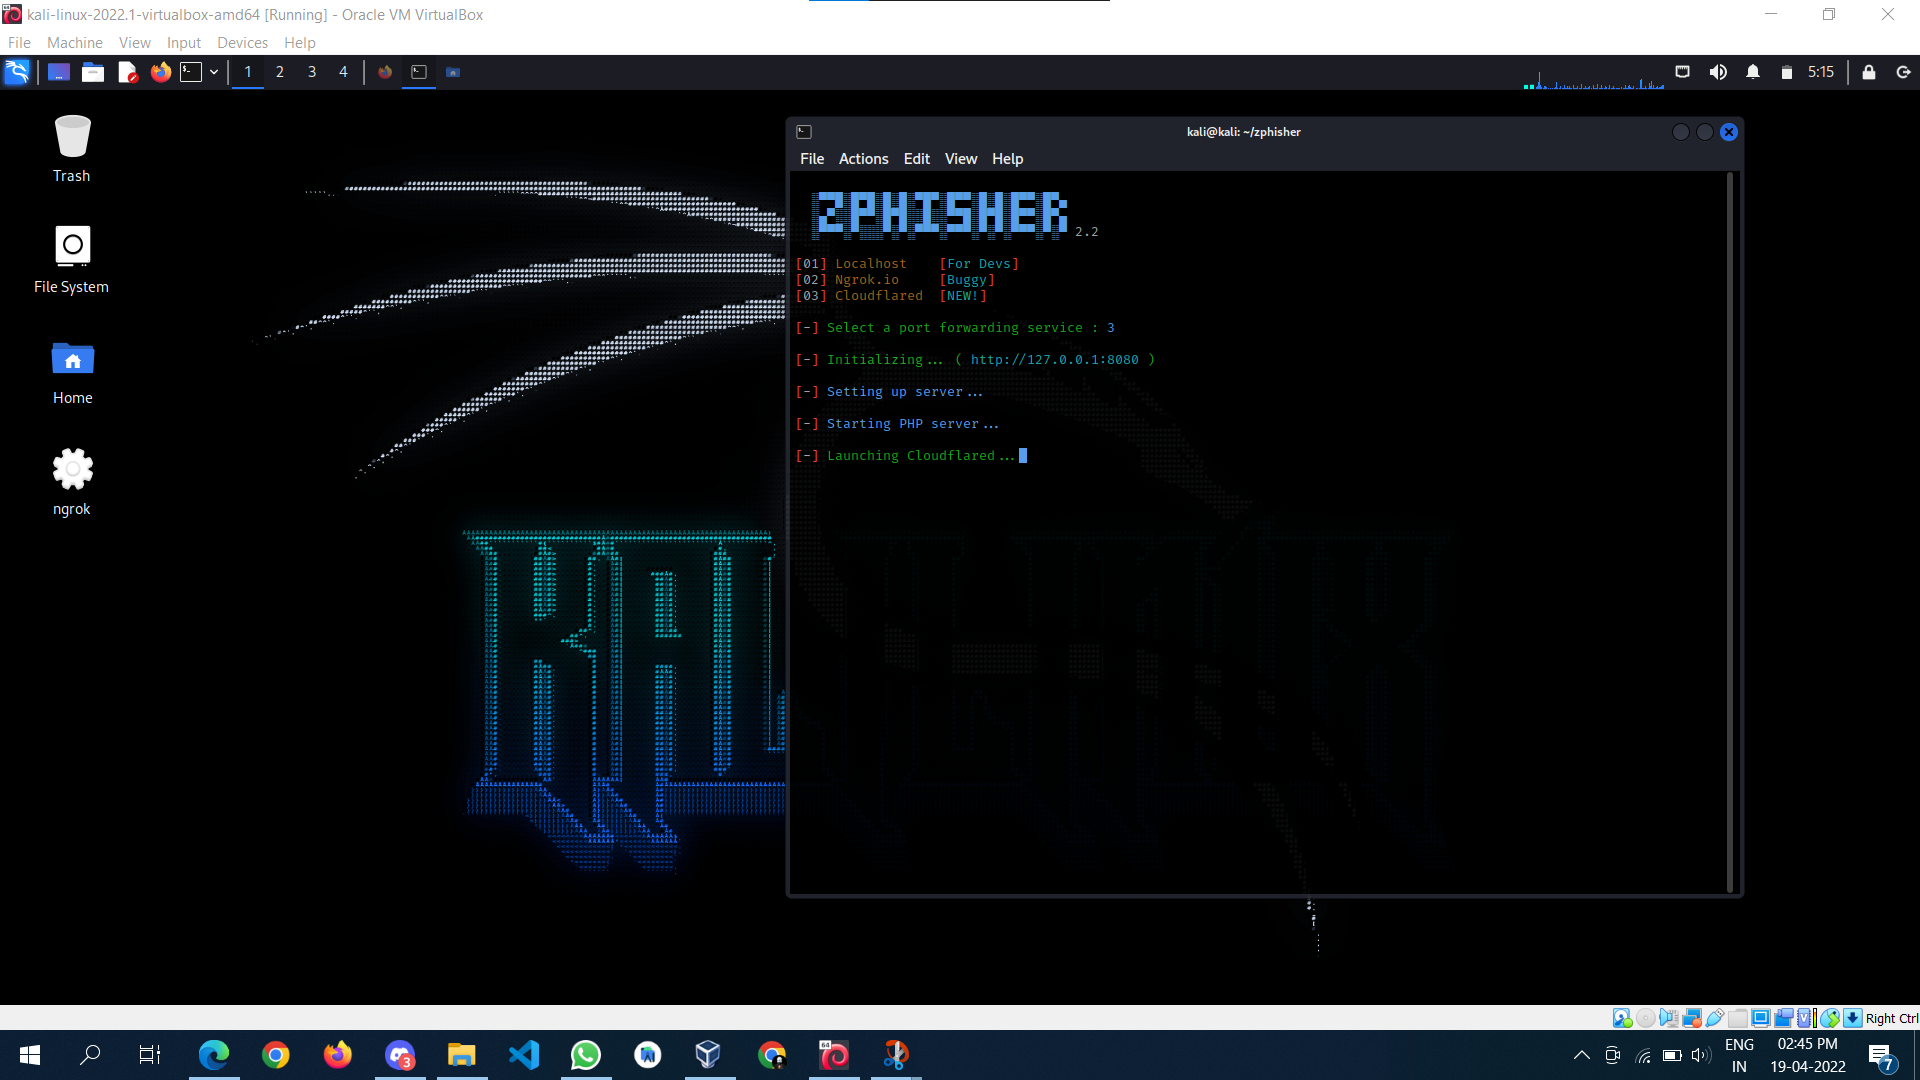 kali-linux-2022.1-virtualbox-amd64 [Running] - Oracle VM VirtualBox
File Machine View Input Devices Help
1 2 3 4
5:15
Trash
File System
Home
ngrok
kali@kali: ~/zphisher
File Actions Edit View Help
ZPHISHER 2.2
[01] Localhost [For Devs]
[02] Ngrok.io [Buggy]
[03] Cloudflared [NEW!]
[-] Select a port forwarding service : 3
[-] Initializing... ( http://127.0.0.1:8080 )
[-] Setting up server...
[-] Starting PHP server...
[-] Launching Cloudflared...
KAL
Right Ctrl
3
64
ENG
IN
02:45 PM
19-04-2022
7